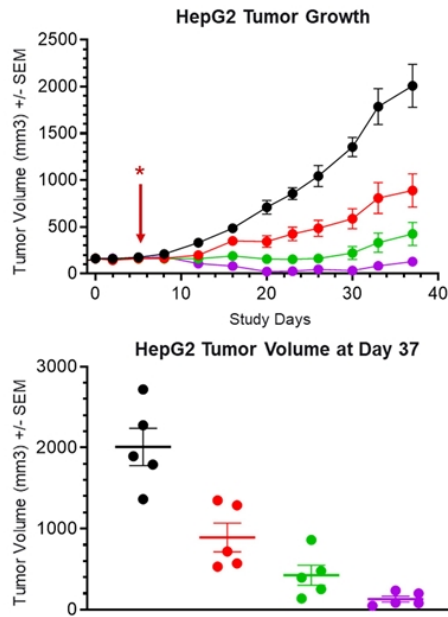 HepG2 Tumor Growth
Tumor Volume (mm3) +/- SEM
2500
2000
1500
1000
500
0
*
0 10 20 30 40
Study Days
HepG2 Tumor Volume at Day 37
Tumor Volume (mm3) +/- SEM
3000
2000
1000
0